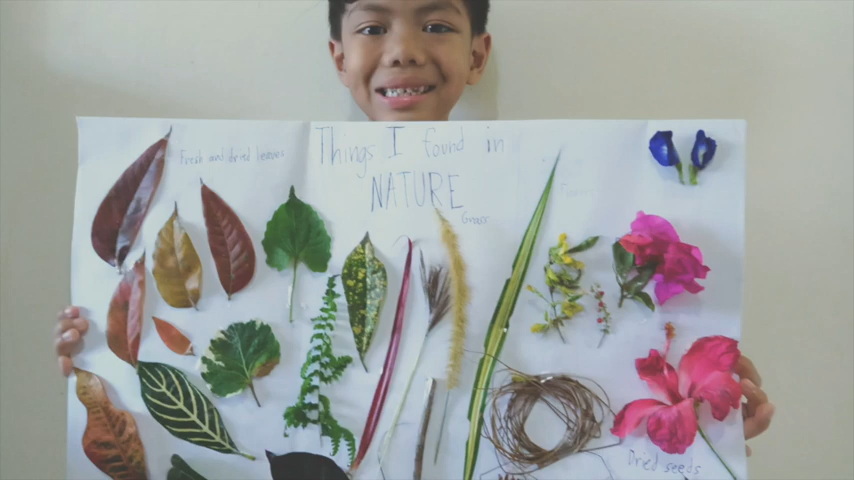 Fresh and dried leaves
Things I found in
NATURE
Grass
Dried seeds